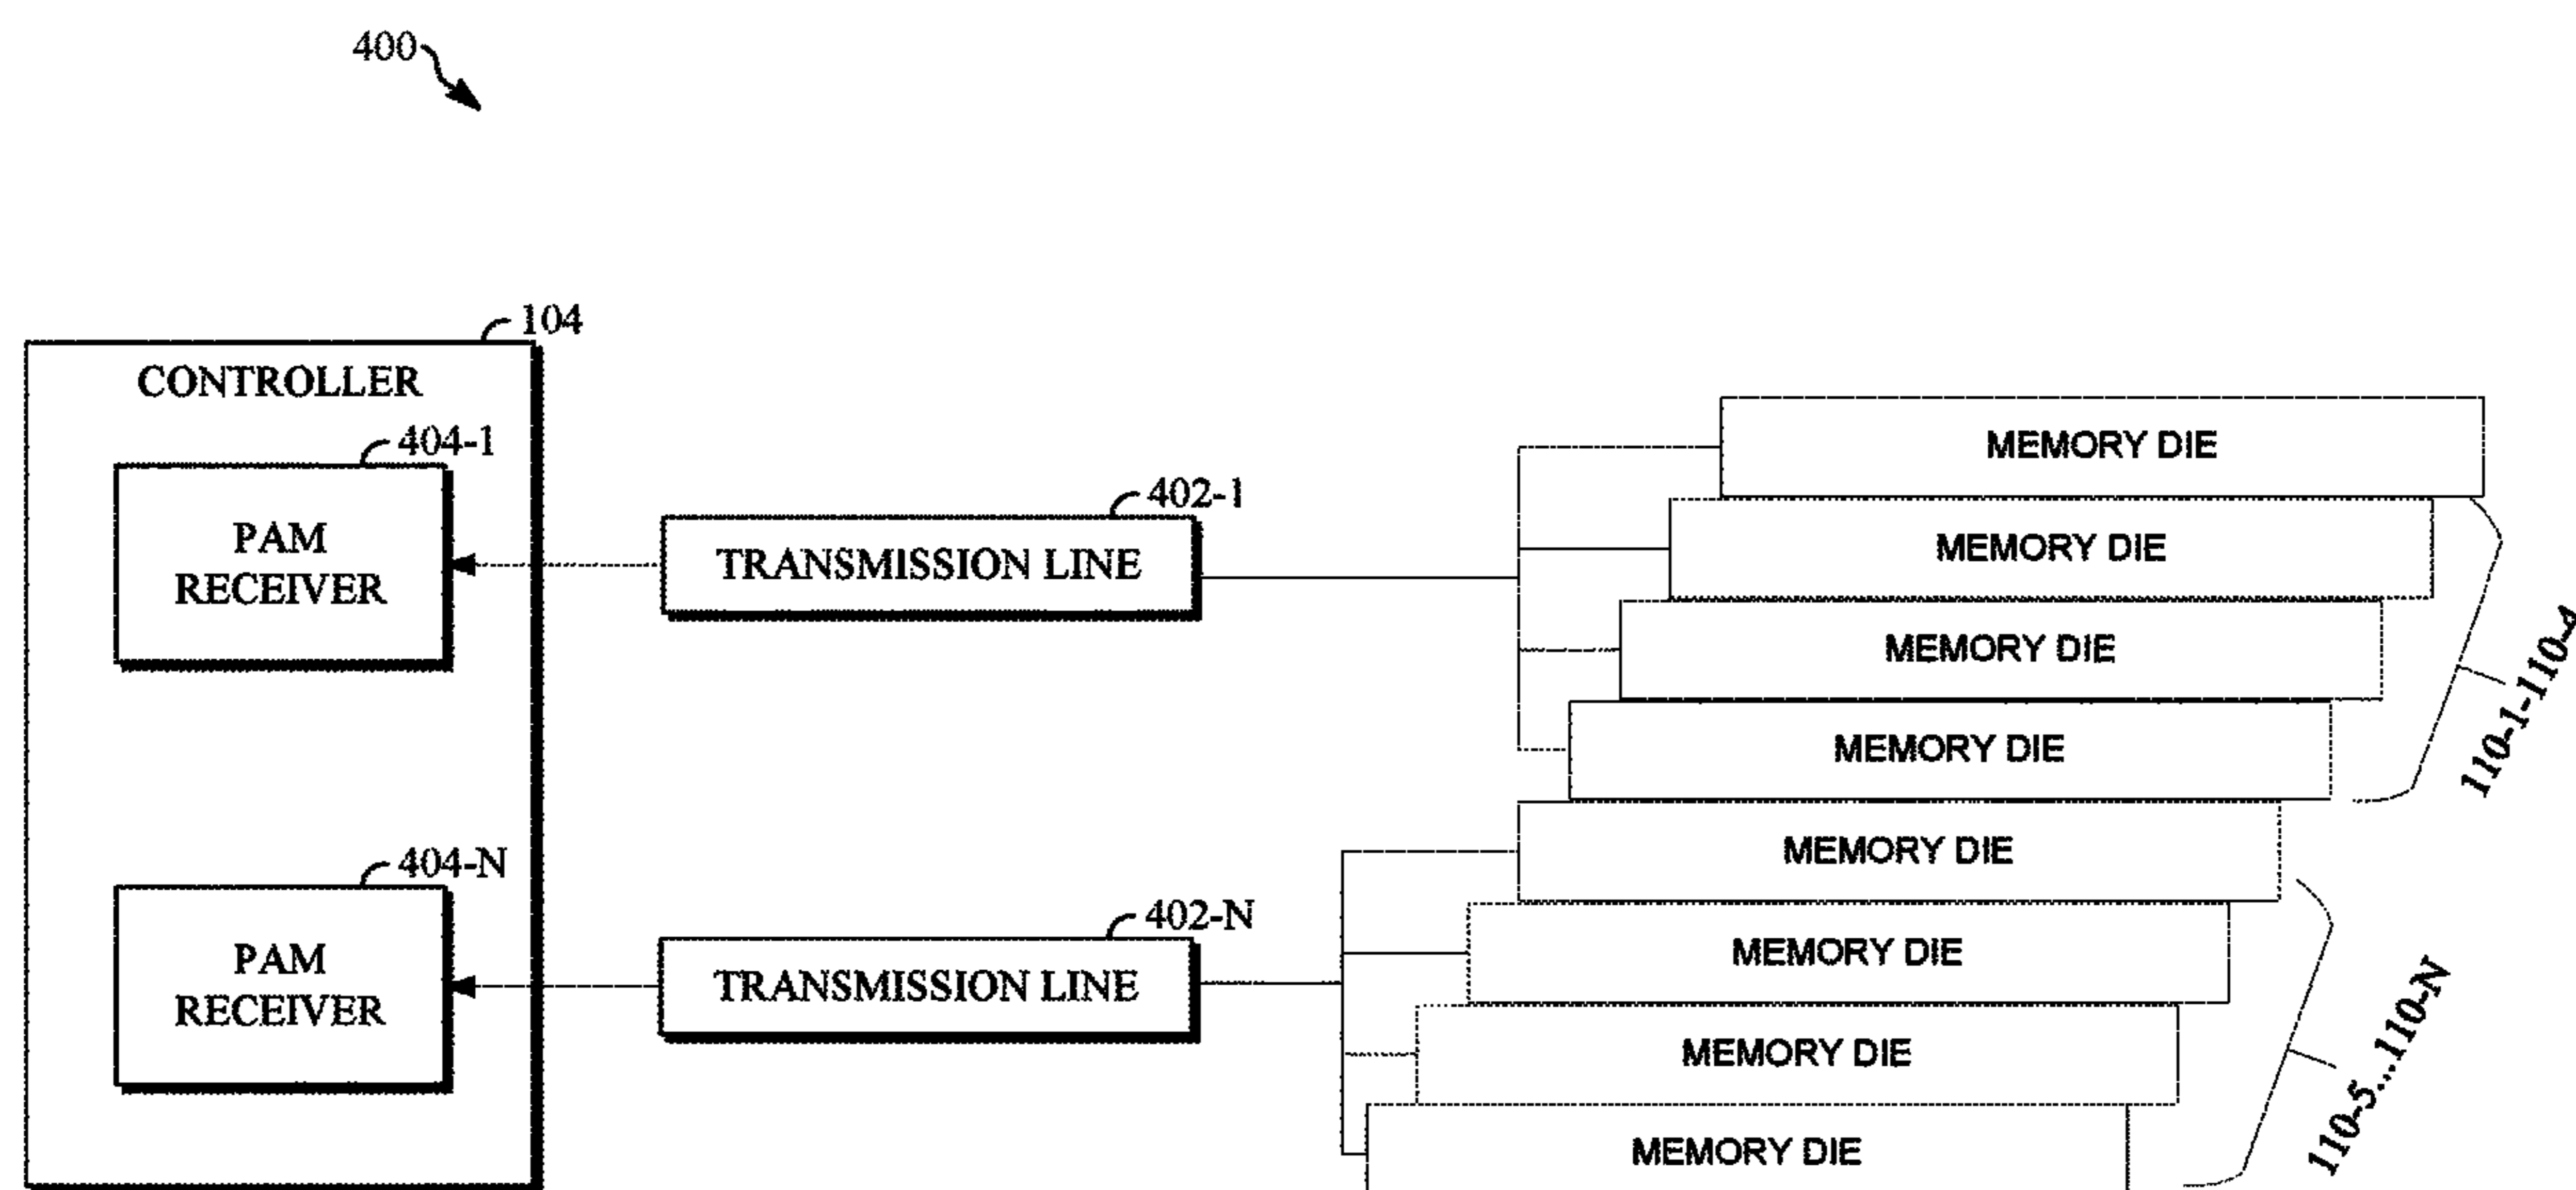 400
104
CONTROLLER
404-1
PAM
RECEIVER
402-1
TRANSMISSION LINE
MEMORY DIE
MEMORY DIE
MEMORY DIE
MEMORY DIE
110-1-110-4
404-N
PAM
RECEIVER
402-N
TRANSMISSION LINE
MEMORY DIE
MEMORY DIE
MEMORY DIE
MEMORY DIE
110-5...110-N